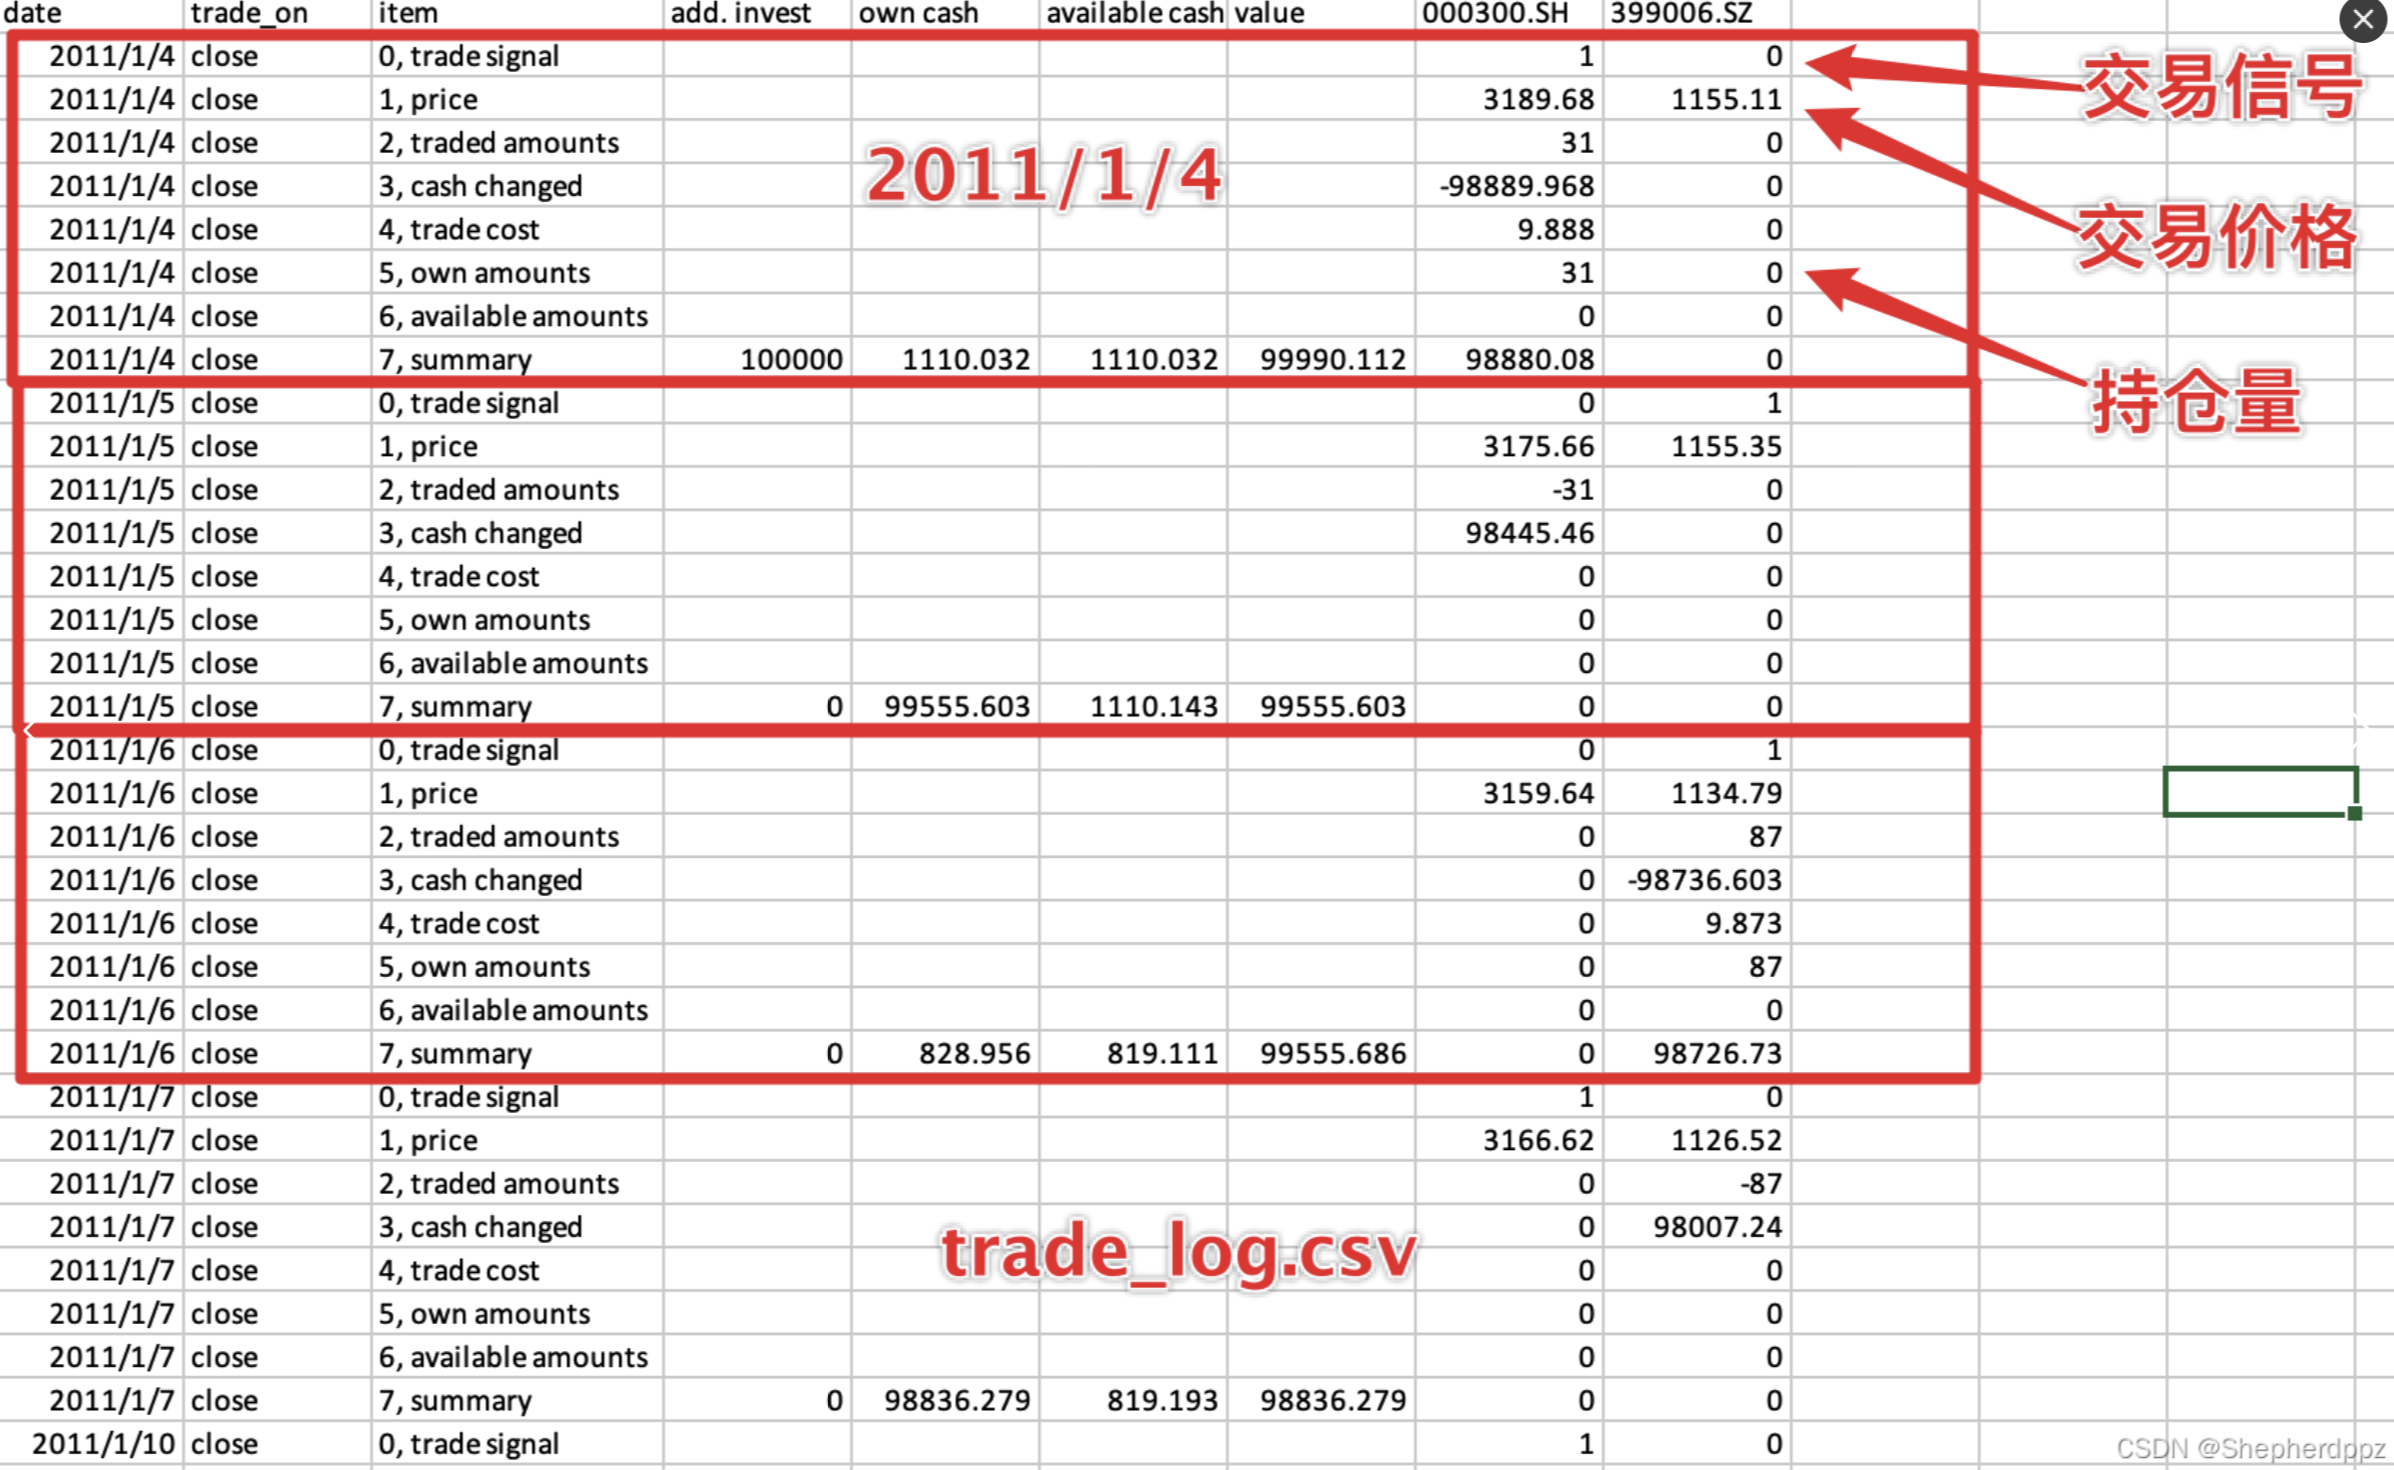 date trade_on item add. invest own cash available cash value 000300.SH 399006.SZ
2011/1/4 close 0, trade signal 1 0
交易信号
2011/1/4 close 1, price 3189.68 1155.11
2011/1/4 close 2, traded amounts 31 0
2011/1/4
2011/1/4 close 3, cash changed -98889.968 0
2011/1/4 close 4, trade cost 9.888 0
交易价格
2011/1/4 close 5, own amounts 31 0
2011/1/4 close 6, available amounts 0 0
2011/1/4 close 7, summary 100000 1110.032 1110.032 99990.112 98880.08 0
持仓量
2011/1/5 close 0, trade signal 0 1
2011/1/5 close 1, price 3175.66 1155.35
2011/1/5 close 2, traded amounts -31 0
2011/1/5 close 3, cash changed 98445.46 0
2011/1/5 close 4, trade cost 0 0
2011/1/5 close 5, own amounts 0 0
2011/1/5 close 6, available amounts 0 0
2011/1/5 close 7, summary 0 99555.603 1110.143 99555.603 0 0
2011/1/6 close 0, trade signal 0 1
2011/1/6 close 1, price 3159.64 1134.79
2011/1/6 close 2, traded amounts 0 87
2011/1/6 close 3, cash changed 0 -98736.603
2011/1/6 close 4, trade cost 0 9.873
2011/1/6 close 5, own amounts 0 87
2011/1/6 close 6, available amounts 0 0
2011/1/6 close 7, summary 0 828.956 819.111 99555.686 0 98726.73
2011/1/7 close 0, trade signal 1 0
2011/1/7 close 1, price 3166.62 1126.52
2011/1/7 close 2, traded amounts 0 -87
2011/1/7 close 3, cash changed 0 98007.24
trade_log.csv
2011/1/7 close 4, trade cost 0 0
2011/1/7 close 5, own amounts 0 0
2011/1/7 close 6, available amounts 0 0
2011/1/7 close 7, summary 0 98836.279 819.193 98836.279 0 0
2011/1/10 close 0, trade signal 1 0
CSDN @Shepherdppz